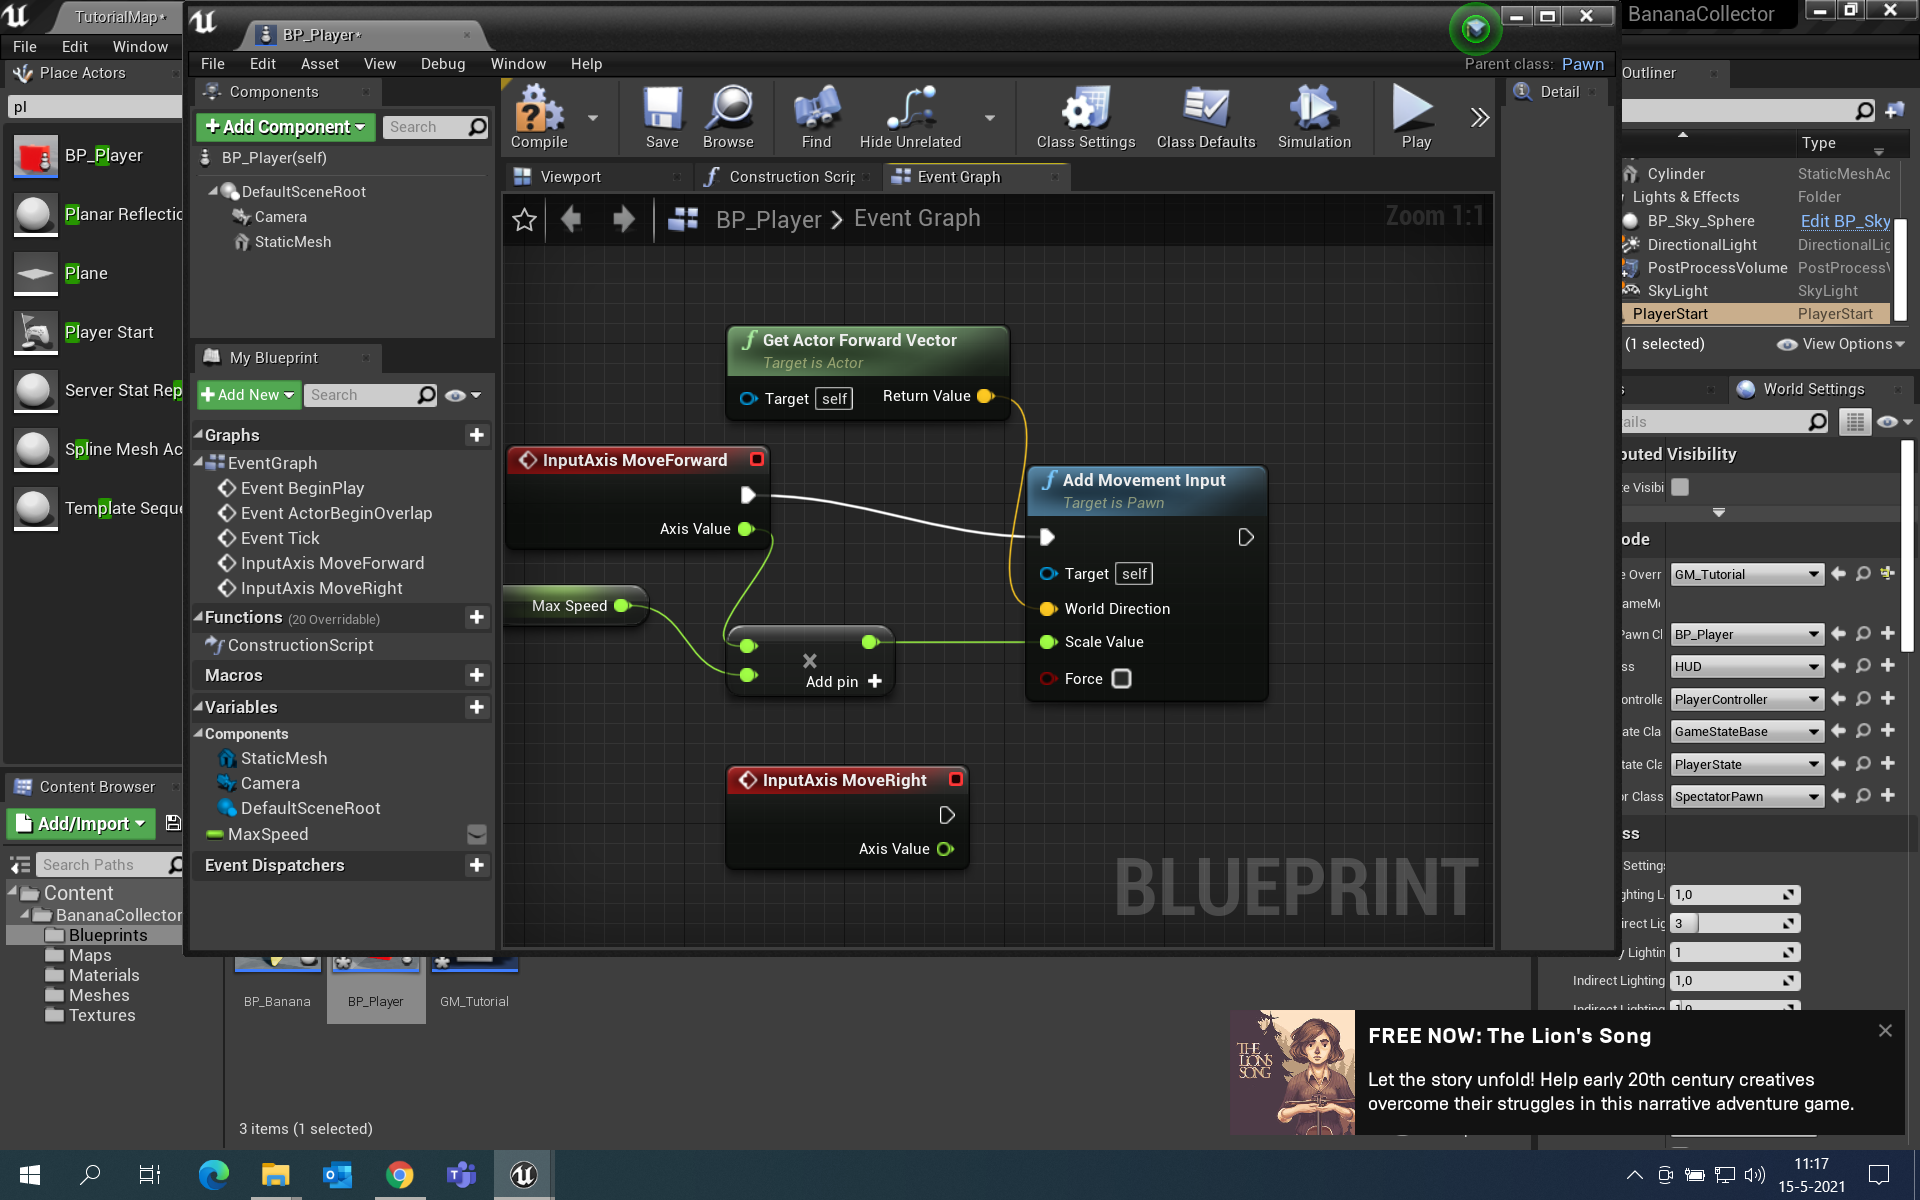 TutorialMap*
BP_Player*
BananaCollector
File Edit Window
File Edit Asset View Debug Window Help
Parent class: Pawn
Place Actors
pl
BP_Player
Planar Reflectio
Plane
Player Start
Server Stat Rep
Spline Mesh Ac
Template Seque
Components
Add Component
Search
BP_Player(self)
DefaultSceneRoot
Camera
StaticMesh
My Blueprint
Add New
Search
Graphs
EventGraph
Event BeginPlay
Event ActorBeginOverlap
Event Tick
InputAxis MoveForward
InputAxis MoveRight
Functions (20 Overridable)
ConstructionScript
Macros
Variables
Components
StaticMesh
Camera
DefaultSceneRoot
MaxSpeed
Event Dispatchers
Compile
Save
Browse
Find
Hide Unrelated
Class Settings
Class Defaults
Simulation
Play
Viewport
Construction Scrip
Event Graph
BP_Player > Event Graph
Zoom 1:1
Get Actor Forward Vector
Target is Actor
Target self
Return Value
InputAxis MoveForward
Axis Value
Max Speed
Add pin
Add Movement Input
Target is Pawn
Target self
World Direction
Scale Value
Force
InputAxis MoveRight
Axis Value
BLUEPRINT
Detail
Outliner
Type
Cylinder StaticMeshAc
Lights & Effects Folder
BP_Sky_Sphere Edit BP_Sky
DirectionalLight DirectionalLig
PostProcessVolume PostProcessV
SkyLight SkyLight
PlayerStart PlayerStart
(1 selected)
View Options
World Settings
ails
puted Visibility
te Visibi
ode
e Overr GM_Tutorial
ameMo
Pawn Cl BP_Player
ss HUD
ontrolle PlayerController
ate Cla GameStateBase
tate Cla PlayerState
or Class SpectatorPawn
ss
Settings
ghting L 1,0
irect Lig 3
y Lightin 1
Indirect Lighting 1,0
Indirect Lighting 1,0
Content Browser
Add/Import
Search Paths
Content
BananaCollector
Blueprints
Maps
Materials
Meshes
Textures
BP_Banana
BP_Player
GM_Tutorial
3 items (1 selected)
THE LION'S SONG
FREE NOW: The Lion's Song
Let the story unfold! Help early 20th century creatives
overcome their struggles in this narrative adventure game.
11:17
15-5-2021